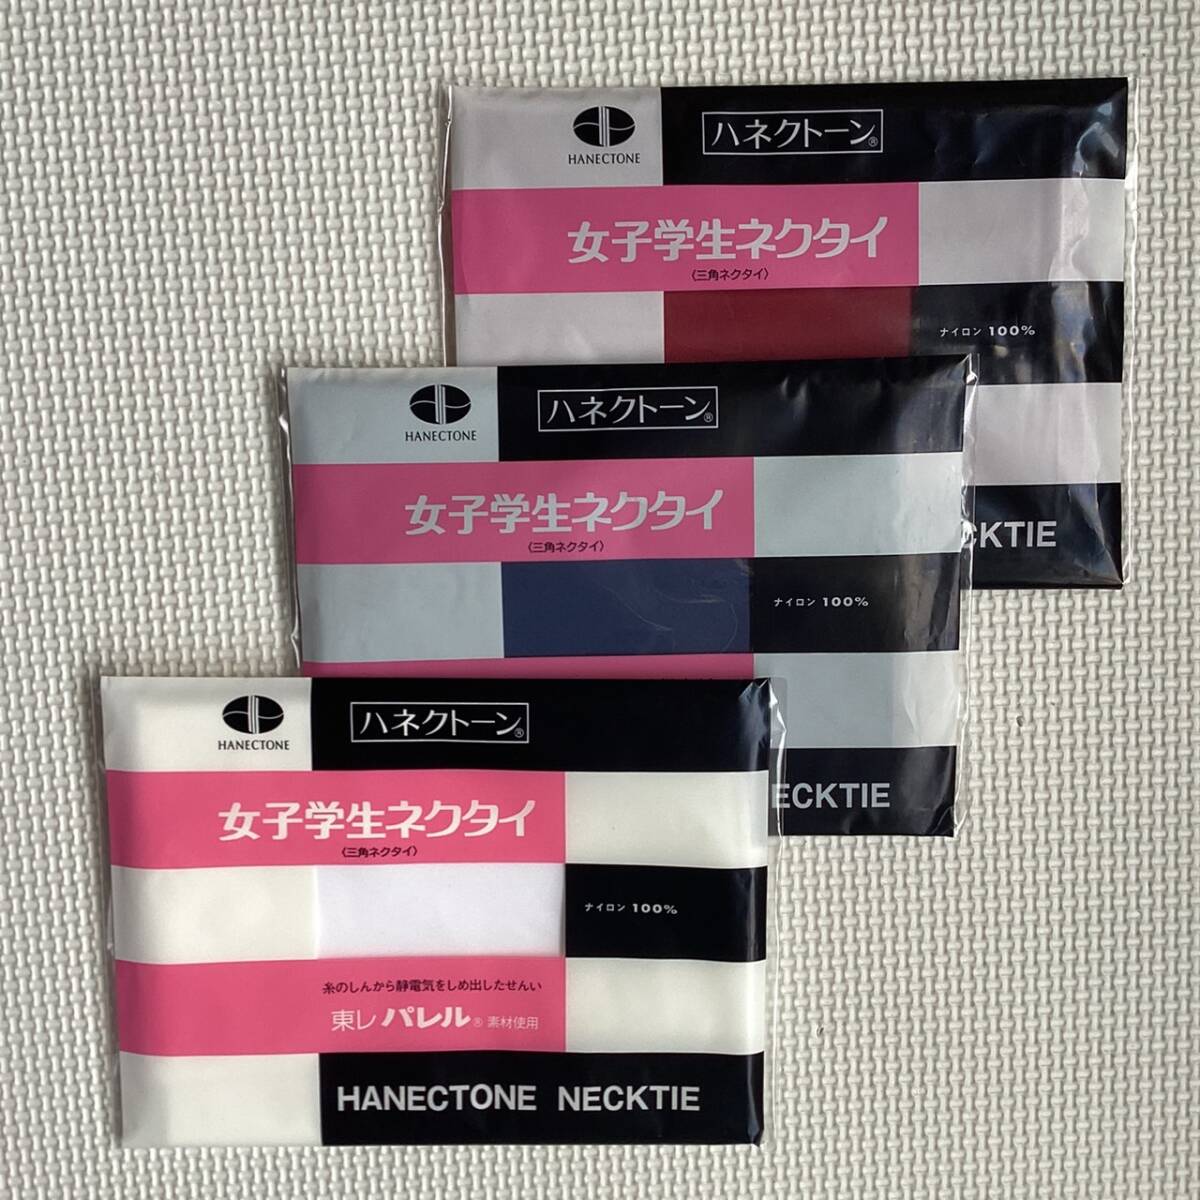 HANECTONE
ハネクトーン®
女子学生ネクタイ
〈三角ネクタイ〉
ナイロン 100%
CKTIE
HANECTONE
ハネクトーン®
女子学生ネクタイ
〈三角ネクタイ〉
ナイロン 100%
ECKTIE
HANECTONE
ハネクトーン®
女子学生ネクタイ
〈三角ネクタイ〉
ナイロン 100%
糸のしんから静電気をしめ出したせんい
東レ パレル® 素材使用
HANECTONE NECKTIE